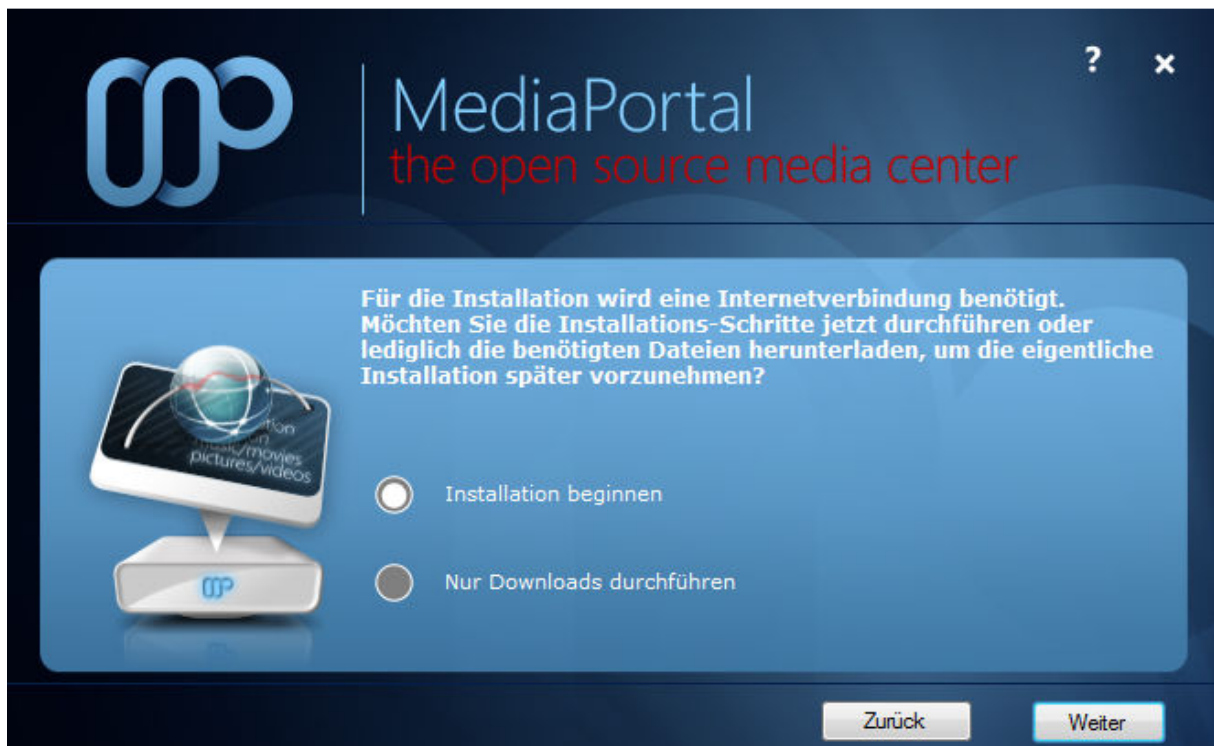 ? ×
MediaPortal
the open source media center
Für die Installation wird eine Internetverbindung benötigt.
Möchten Sie die Installations-Schritte jetzt durchführen oder
lediglich die benötigten Dateien herunterladen, um die eigentliche
Installation später vorzunehmen?
music/movies
pictures/videos
Installation beginnen
Nur Downloads durchführen
Zurück
Weiter